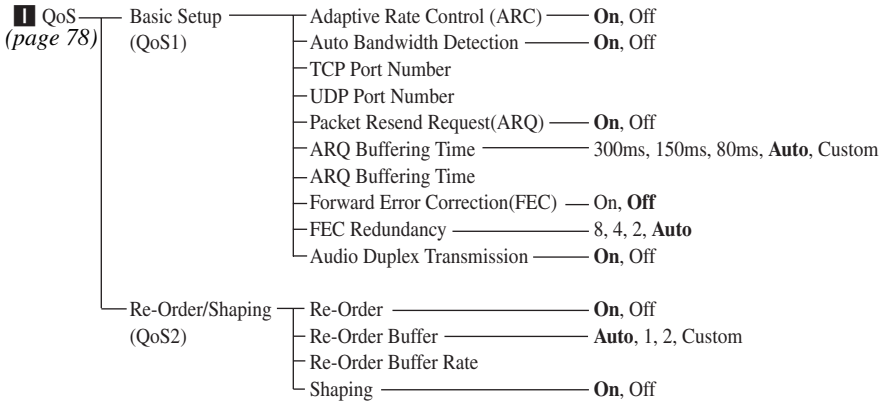 I QoS Basic Setup Adaptive Rate Control (ARC) On, Off
(page 78) (QoS1) Auto Bandwidth Detection On, Off
TCP Port Number
UDP Port Number
Packet Resend Request(ARQ) On, Off
ARQ Buffering Time 300ms, 150ms, 80ms, Auto, Custom
ARQ Buffering Time
Forward Error Correction(FEC) On, Off
FEC Redundancy 8, 4, 2, Auto
Audio Duplex Transmission On, Off
Re-Order/Shaping Re-Order On, Off
(QoS2) Re-Order Buffer Auto, 1, 2, Custom
Re-Order Buffer Rate
Shaping On, Off